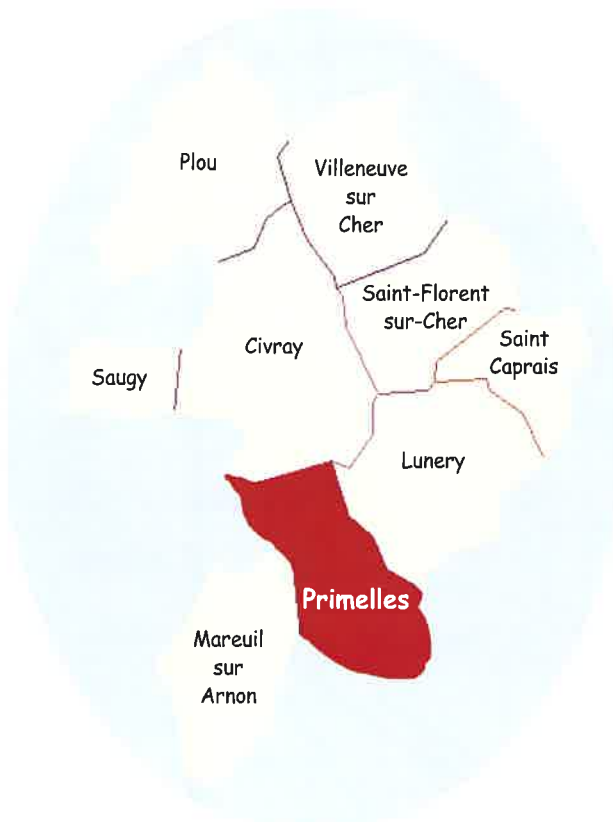 Plou
Villeneuve
sur
Cher
Saint-Florent
sur-Cher
Civray
Saint
Caprais
Saugy
Lunery
Primelles
Mareuil
sur
Arnon